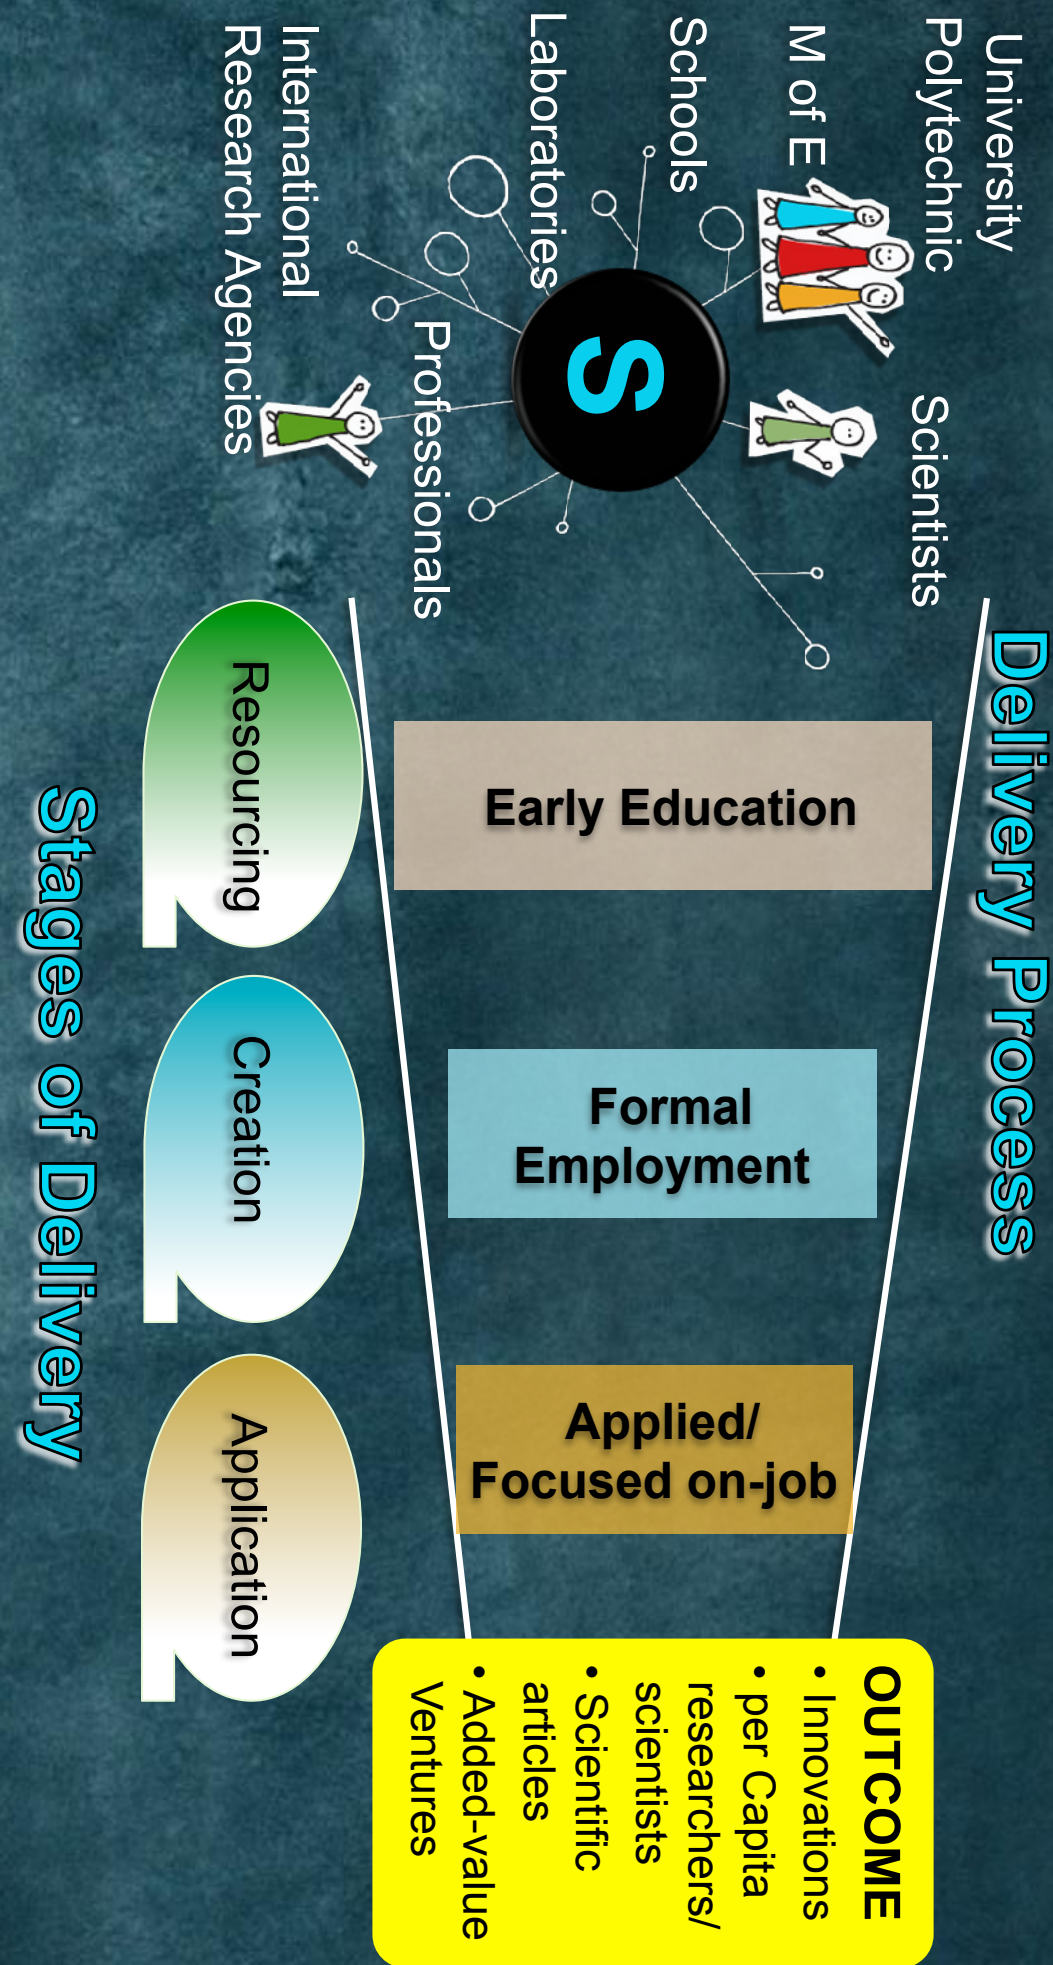 Delivery Process
University
Polytechnic
M of E
Schools
Laboratories
International
Research Agencies
Scientists
Professionals
S
Early Education
Formal
Employment
Applied/
Focused on-job
OUTCOME
• Innovations
• per Capita
researchers/
scientists
• Scientific
articles
• Added-value
Ventures
Resourcing
Creation
Application
Stages of Delivery